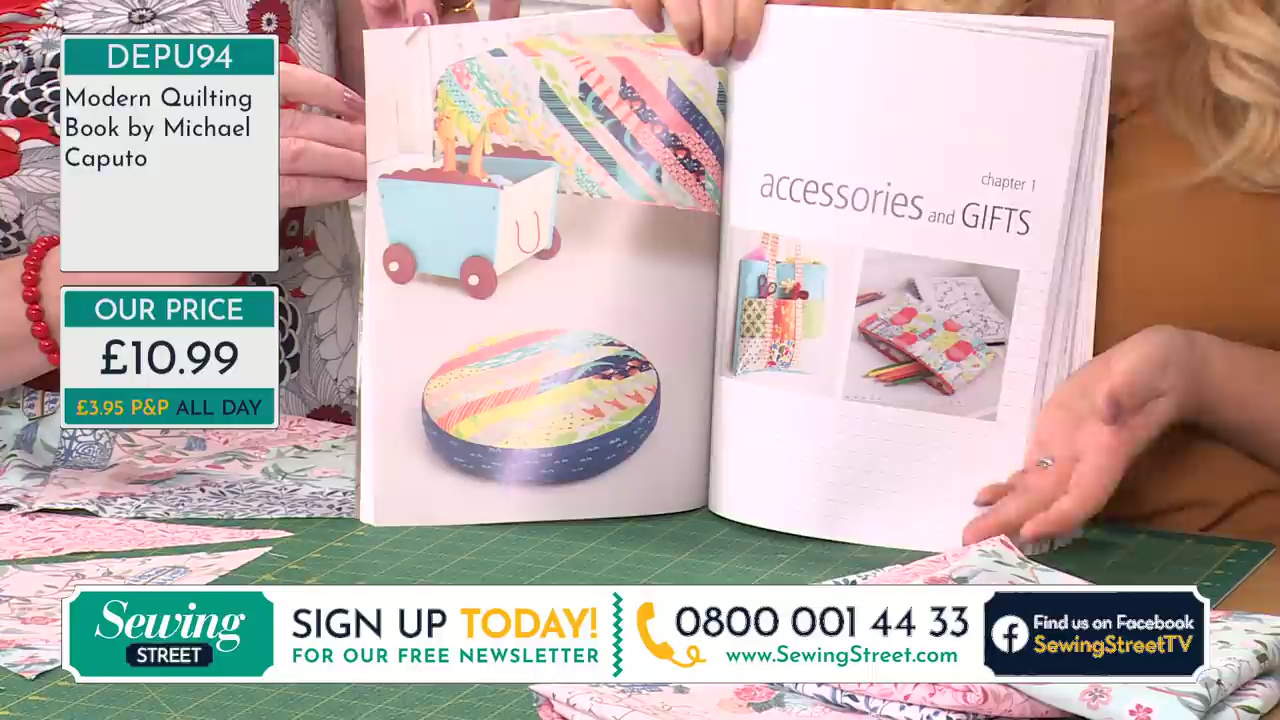 DEPU94
Modern Quilting
Book by Michael
Caputo
OUR PRICE
£10.99
£3.95 P&P ALL DAY
chapter 1
accessories and GIFTS
Sewing
STREET
SIGN UP TODAY!
FOR OUR FREE NEWSLETTER
0800 001 44 33
www.SewingStreet.com
Find us on Facebook
SewingStreetTV